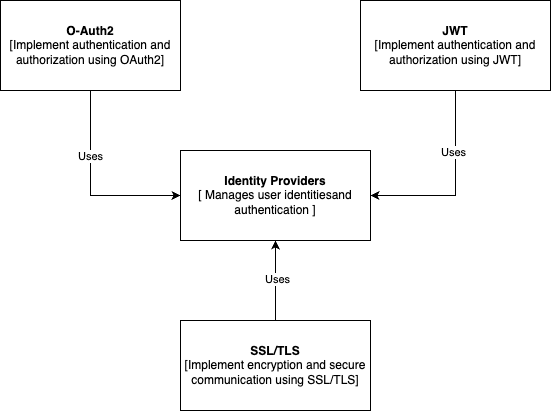 O-Auth2
[Implement authentication and
authorization using OAuth2]
JWT
[Implement authentication and
authorization using JWT]
Uses
Uses
Identity Providers
[ Manages user identitiesand
authentication ]
Uses
SSL/TLS
[Implement encryption and secure
communication using SSL/TLS]